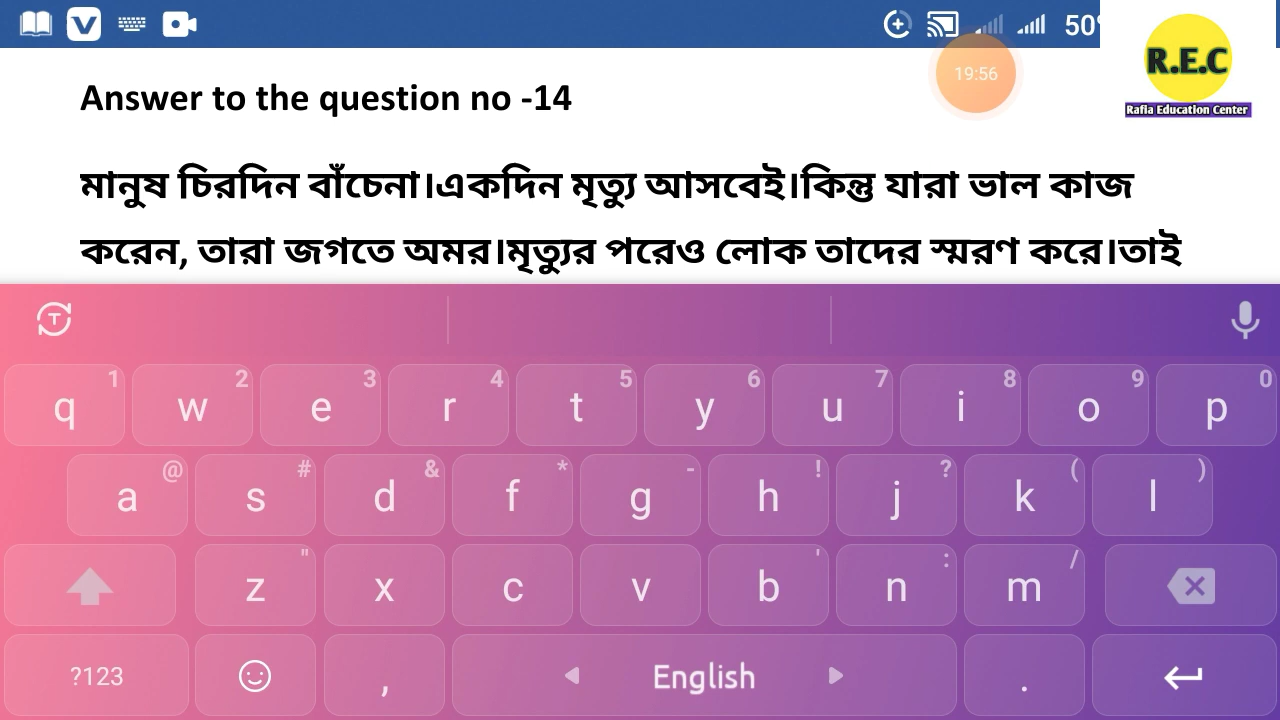 50%
R.E.C
Rafia Education Center
19:56
Answer to the question no -14
মানুষ চিরদিন বাঁচেনা।একদিন মৃত্যু আসবেই।কিন্তু যারা ভাল কাজ
করেন, তারা জগতে অমর।মৃত্যুর পরেও লোক তাদের স্মরণ করে।তাই
T
1 2 3 4 5 6 7 8 9 0
q w e r t y u i o p
@ # & * - ! ? ( )
a s d f g h j k l
" ' : /
z x c v b n m
?123 , English .